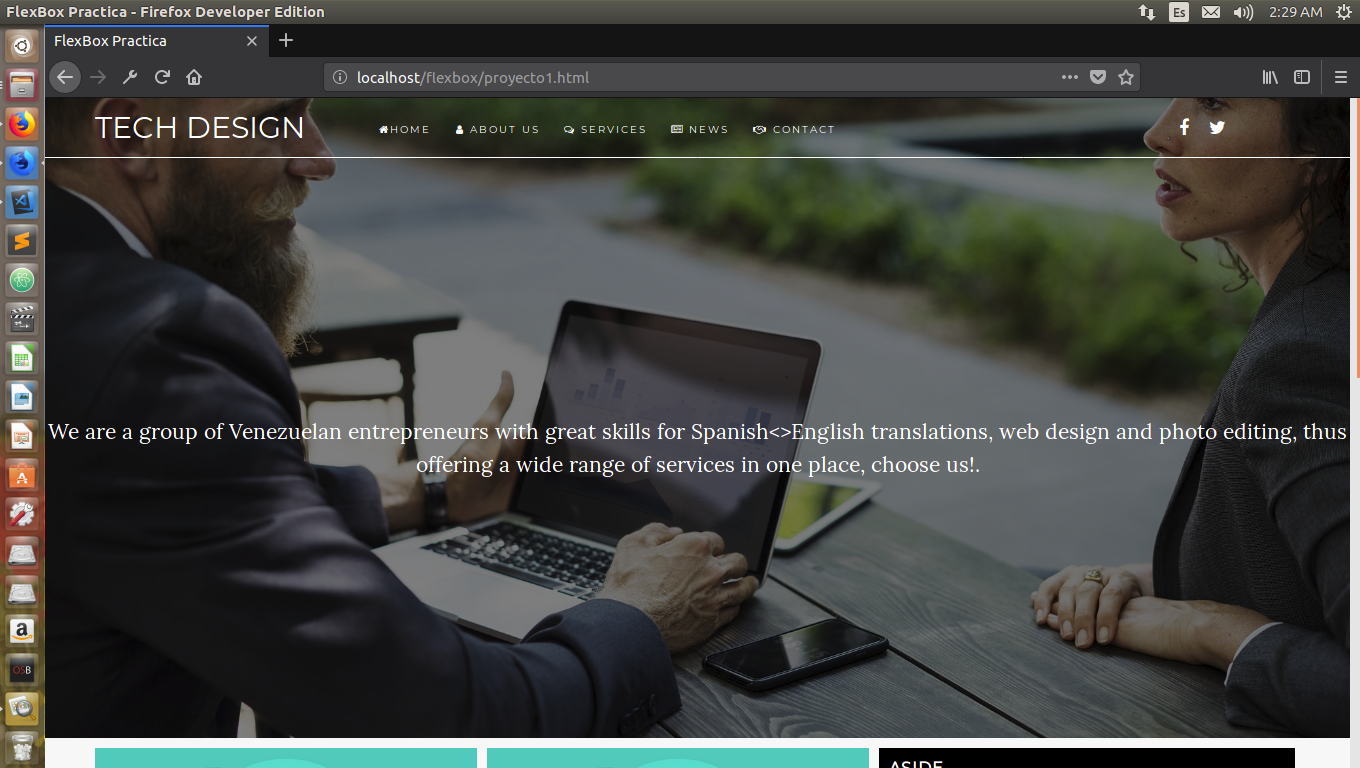 FlexBox Practica - Firefox Developer Edition
Es
2:29 AM
FlexBox Practica
localhost/flexbox/proyecto1.html
TECH DESIGN
HOME
ABOUT US
SERVICES
NEWS
CONTACT
We are a group of Venezuelan entrepreneurs with great skills for Spanish<>English translations, web design and photo editing, thus
offering a wide range of services in one place, choose us!.
a
OSB
ASIDE